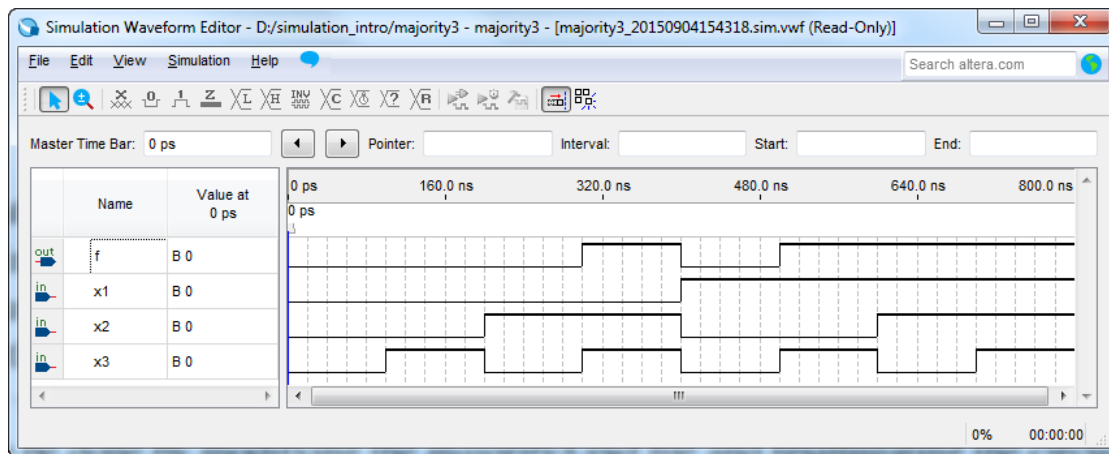 Simulation Waveform Editor - D:/simulation_intro/majority3 - majority3 - [majority3_20150904154318.sim.vwf (Read-Only)]
File Edit View Simulation Help Search altera.com
Master Time Bar: 0 ps Pointer: Interval: Start: End:
Name Value at 0 ps
0 ps 160.0 ns 320.0 ns 480.0 ns 640.0 ns 800.0 ns
0 ps
out f B 0
in x1 B 0
in x2 B 0
in x3 B 0
0% 00:00:00